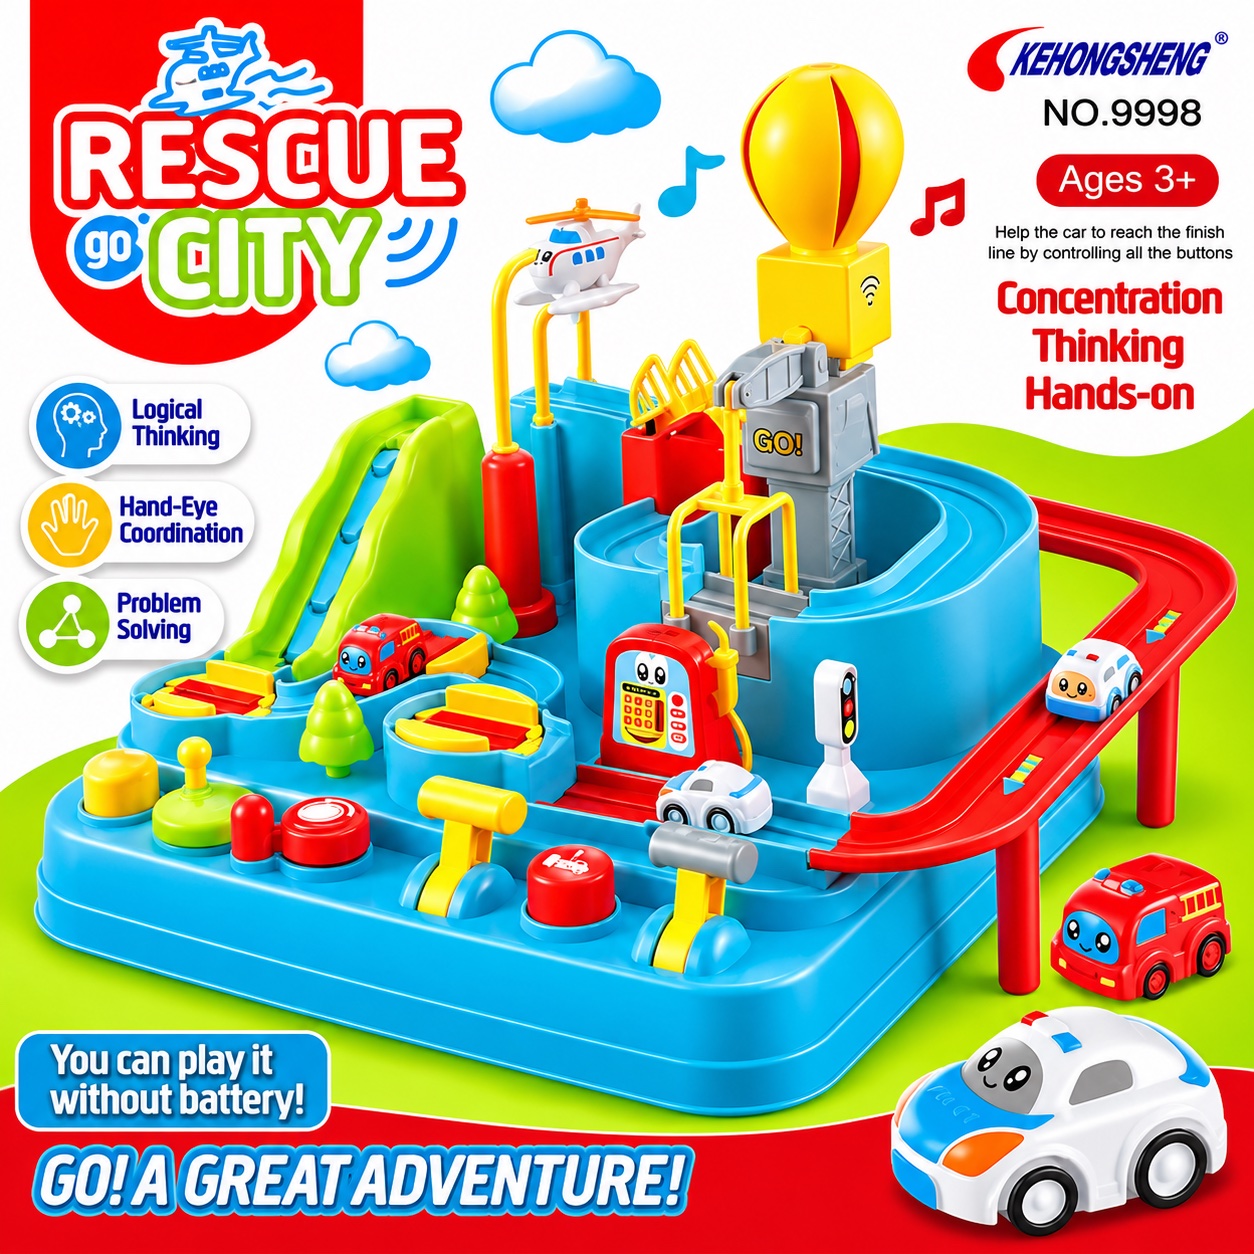 RESCUE
go CITY
KEHONGSHENG®
NO.9998
Ages 3+
Help the car to reach the finish
line by controlling all the buttons
Concentration
Thinking
Hands-on
Logical
Thinking
Hand-Eye
Coordination
Problem
Solving
GO!
You can play it
without battery!
GO! A GREAT ADVENTURE!